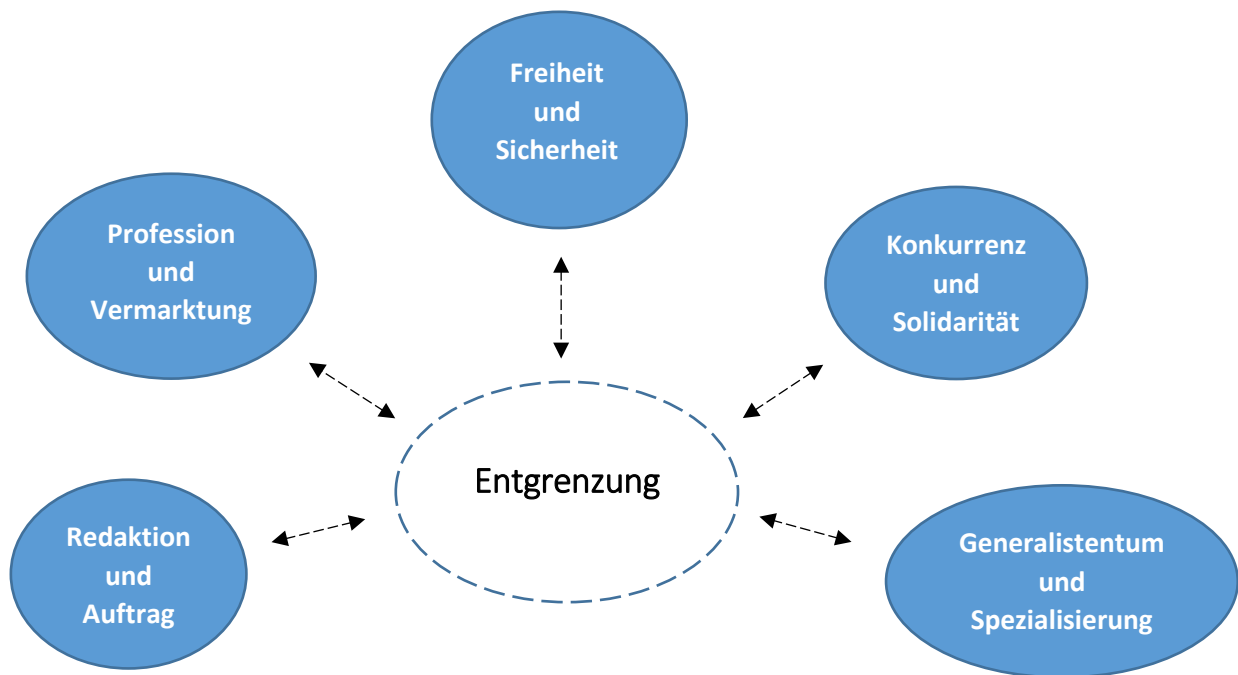 Freiheit
und
Sicherheit
Profession
und
Vermarktung
Konkurrenz
und
Solidarität
Entgrenzung
Redaktion
und
Auftrag
Generalistentum
und
Spezialisierung